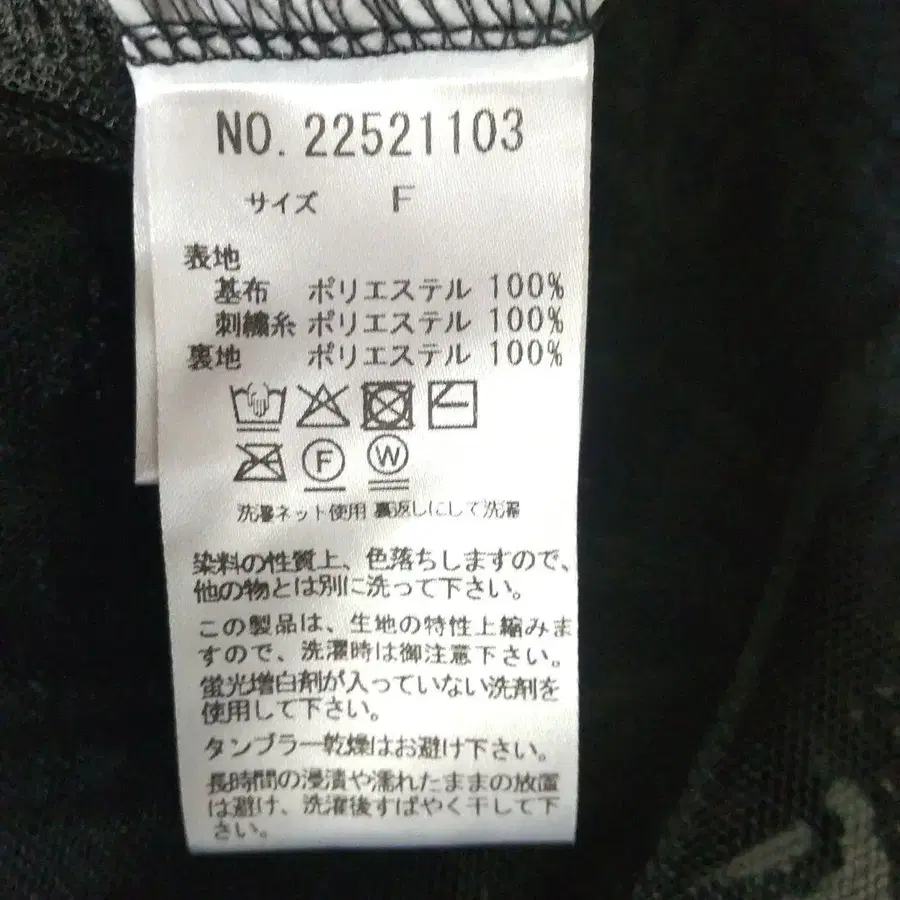 NO. 22521103
サイズ F
表地
基布 ポリエステル 100%
刺繍糸 ポリエステル 100%
裏地 ポリエステル 100%
F W
洗濯ネット使用 裏返しにして洗濯
染料の性質上、色落ちしますので、
他の物とは別に洗って下さい。
この製品は、生地の特性上縮みま
すので、洗濯時は御注意下さい。
蛍光増白剤が入っていない洗剤を
使用して下さい。
タンブラー乾燥はお避け下さい。
長時間の浸漬や濡れたままの放置
は避け、洗濯後すばやく干して下
さい。